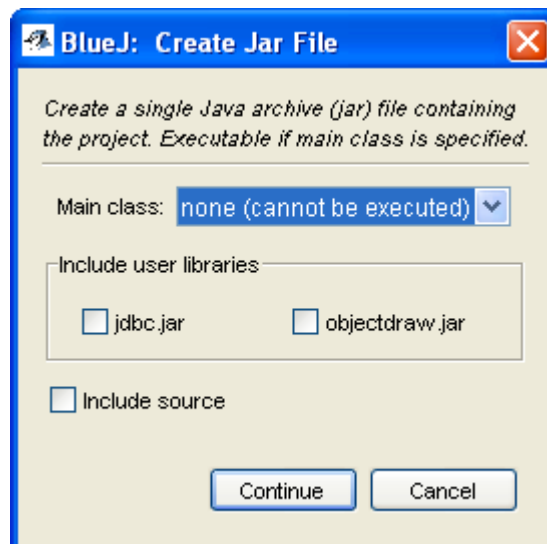 BlueJ: Create Jar File
Create a single Java archive (jar) file containing
the project. Executable if main class is specified.
Main class: none (cannot be executed)
Include user libraries
jdbc.jar objectdraw.jar
Include source
Continue Cancel